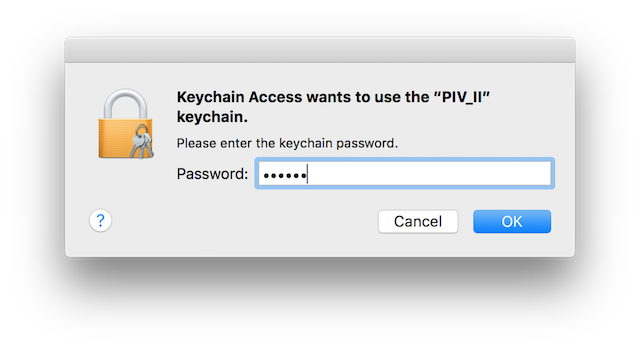 Keychain Access wants to use the “PIV_II”
keychain.
Please enter the keychain password.
Password: ••••••
?
Cancel
OK